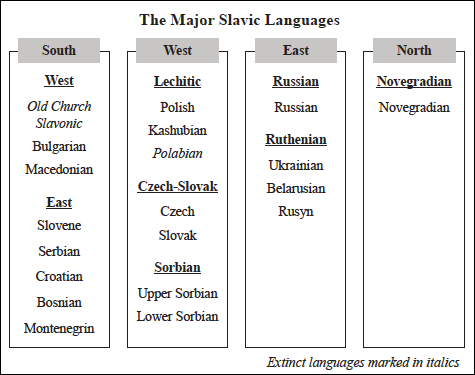 The Major Slavic Languages
South
West
Old Church
Slavonic
Bulgarian
Macedonian
East
Slovene
Serbian
Croatian
Bosnian
Montenegrin
West
Lechitic
Polish
Kashubian
Polabian
Czech-Slovak
Czech
Slovak
Sorbian
Upper Sorbian
Lower Sorbian
East
Russian
Russian
Ruthenian
Ukrainian
Belarusian
Rusyn
North
Novegradian
Novegradian
Extinct languages marked in italics